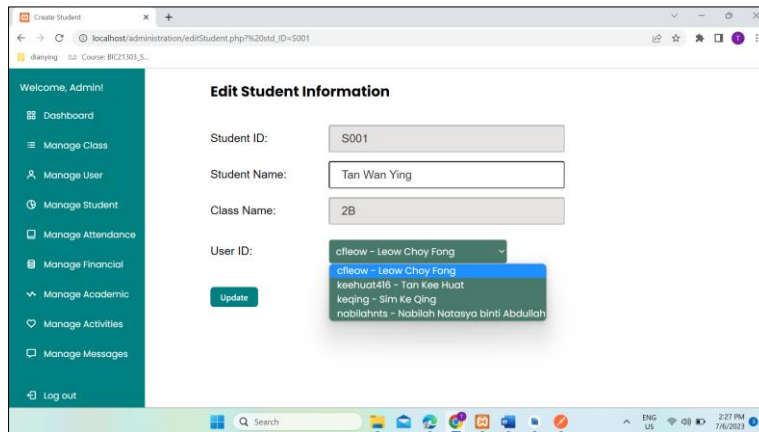 Create Student
localhost/administration/editStudent.php?%20std_ID=S001
T
dianying
Course: BIC21303_S...
Welcome, Admin!
Dashboard
Manage Class
Manage User
Manage Student
Manage Attendance
Manage Financial
Manage Academic
Manage Activities
Manage Messages
Log out
Edit Student Information
Student ID:
S001
Student Name:
Tan Wan Ying
Class Name:
2B
User ID:
cfleow - Leow Choy Fong
cfleow - Leow Choy Fong
keehuat416 - Tan Kee Huat
keqing - Sim Ke Qing
nabilahnts - Nabilah Natasya binti Abdullah
Update
Search
ENG
US
2:27 PM
7/6/2023